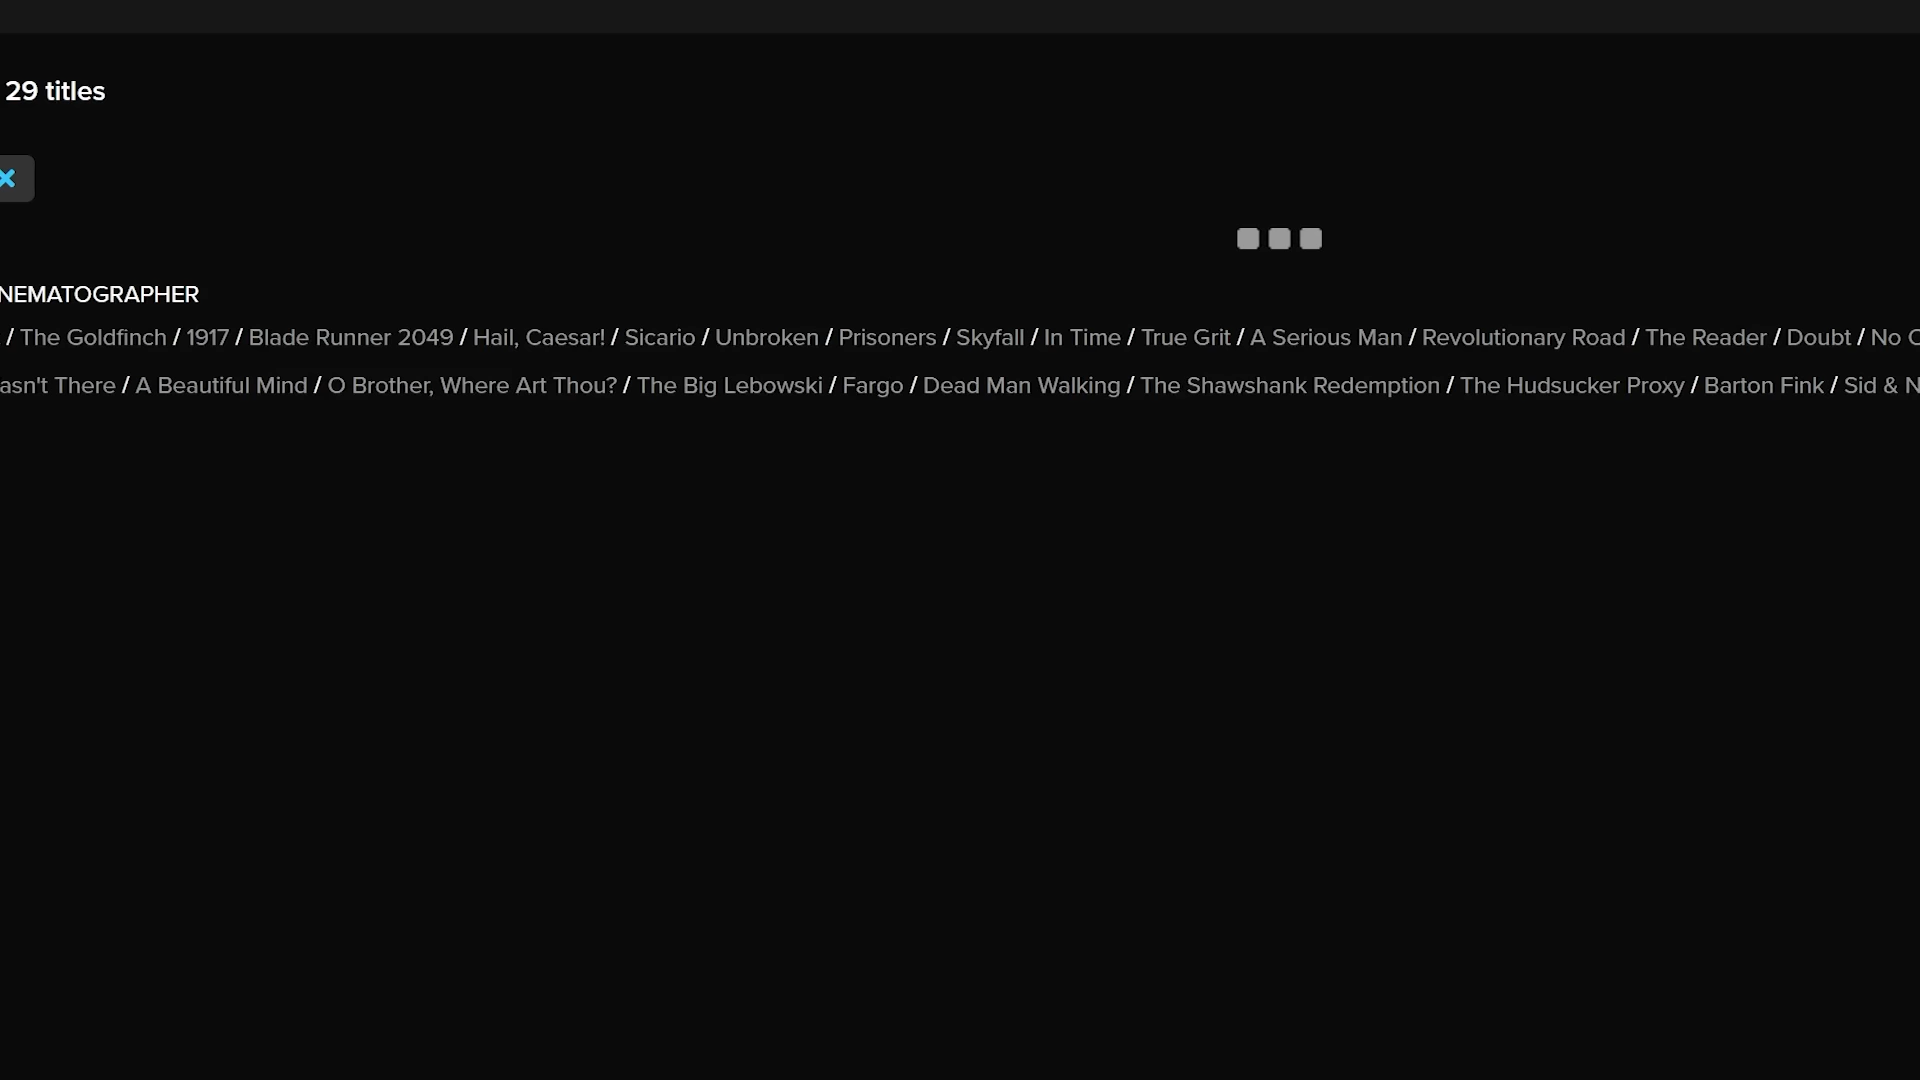 29 titles
NEMATOGRAPHER
/ The Goldfinch / 1917 / Blade Runner 2049 / Hail, Caesar! / Sicario / Unbroken / Prisoners / Skyfall / In Time / True Grit / A Serious Man / Revolutionary Road / The Reader / Doubt / No C
asn't There / A Beautiful Mind / O Brother, Where Art Thou? / The Big Lebowski / Fargo / Dead Man Walking / The Shawshank Redemption / The Hudsucker Proxy / Barton Fink / Sid & N